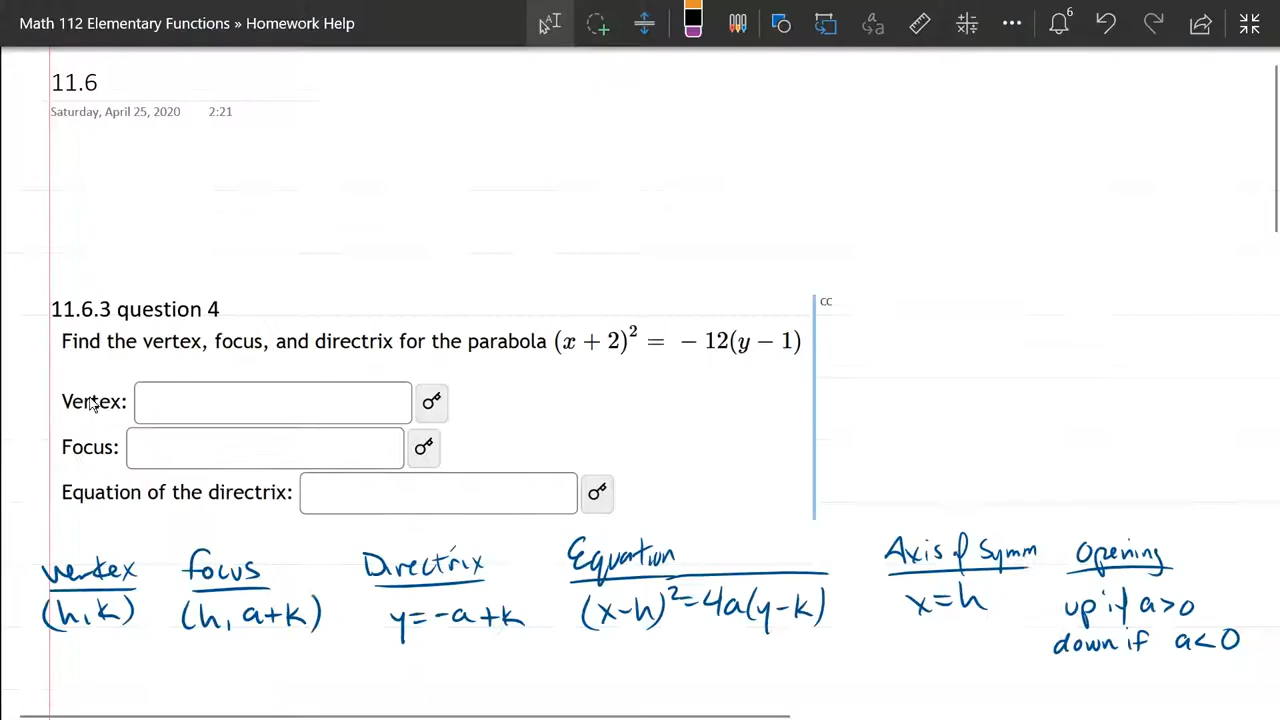 Math 112 Elementary Functions » Homework Help
6
11.6
Saturday, April 25, 2020 2:21
11.6.3 question 4
CC
Find the vertex, focus, and directrix for the parabola (x + 2)² = − 12(y − 1)
Vertex:
Focus:
Equation of the directrix:
vertex focus Directrix Equation Axis of Symm Opening
(h, k) (h, a+k) y=-a+k (x-h)²=4a(y-k) x=h up if a>0
down if a<0